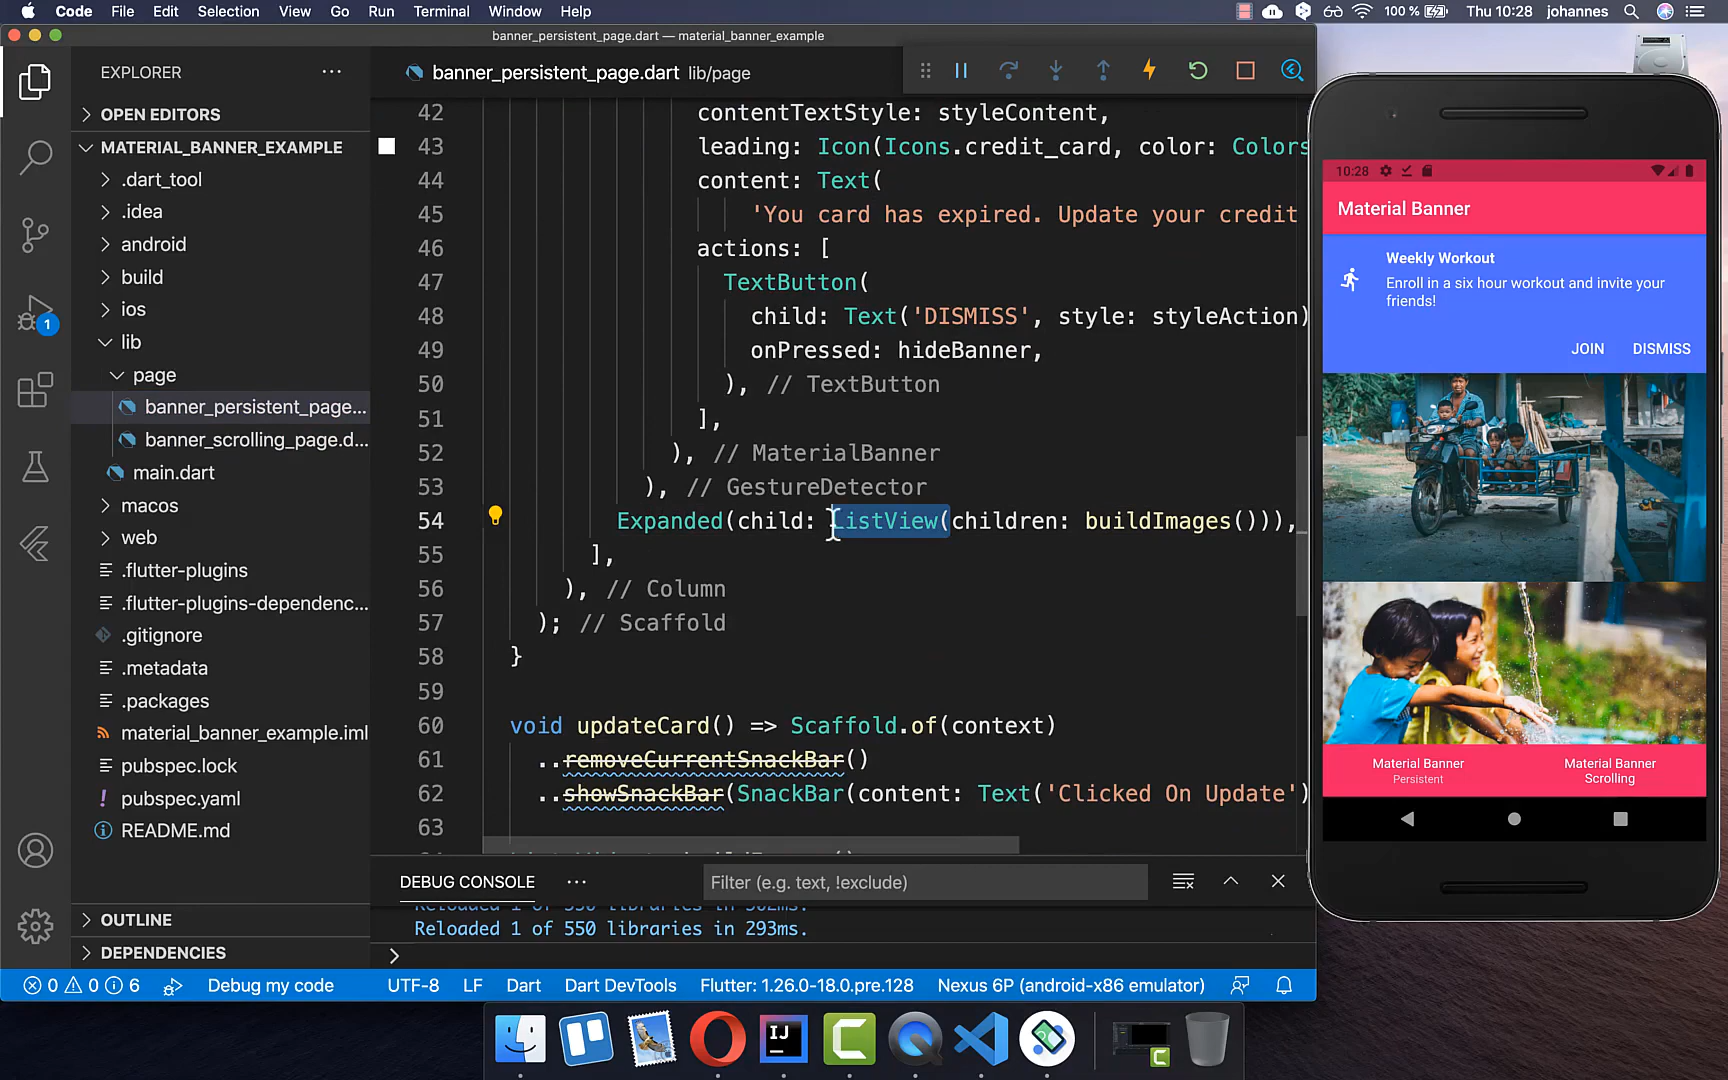 Code File Edit Selection View Go Run Terminal Window Help
100 % Thu 10:28 johannes
banner_persistent_page.dart — material_banner_example
EXPLORER
banner_persistent_page.dart lib/page
OPEN EDITORS
MATERIAL_BANNER_EXAMPLE
.dart_tool
.idea
android
build
ios
lib
page
banner_persistent_page...
banner_scrolling_page.d...
main.dart
macos
web
.flutter-plugins
.flutter-plugins-dependenc...
.gitignore
.metadata
.packages
material_banner_example.iml
pubspec.lock
pubspec.yaml
README.md
OUTLINE
DEPENDENCIES
1
42 contentTextStyle: styleContent,
43 leading: Icon(Icons.credit_card, color: Colors
44 content: Text(
45 'You card has expired. Update your credit
46 actions: [
47 TextButton(
48 child: Text('DISMISS', style: styleAction)
49 onPressed: hideBanner,
50 ), // TextButton
51 ],
52 ), // MaterialBanner
53 ), // GestureDetector
54 Expanded(child: ListView(children: buildImages())),
55 ],
56 ), // Column
57 ); // Scaffold
58 }
59
60 void updateCard() => Scaffold.of(context)
61 ..removeCurrentSnackBar()
62 ..showSnackBar(SnackBar(content: Text('Clicked On Update')
63
DEBUG CONSOLE
Filter (e.g. text, !exclude)
Reloaded 1 of 550 libraries in 293ms.
0 0 6 Debug my code UTF-8 LF Dart Dart DevTools Flutter: 1.26.0-18.0.pre.128 Nexus 6P (android-x86 emulator)
10:28
Material Banner
Weekly Workout
Enroll in a six hour workout and invite your
friends!
JOIN DISMISS
Material Banner
Persistent
Material Banner
Scrolling
IJ